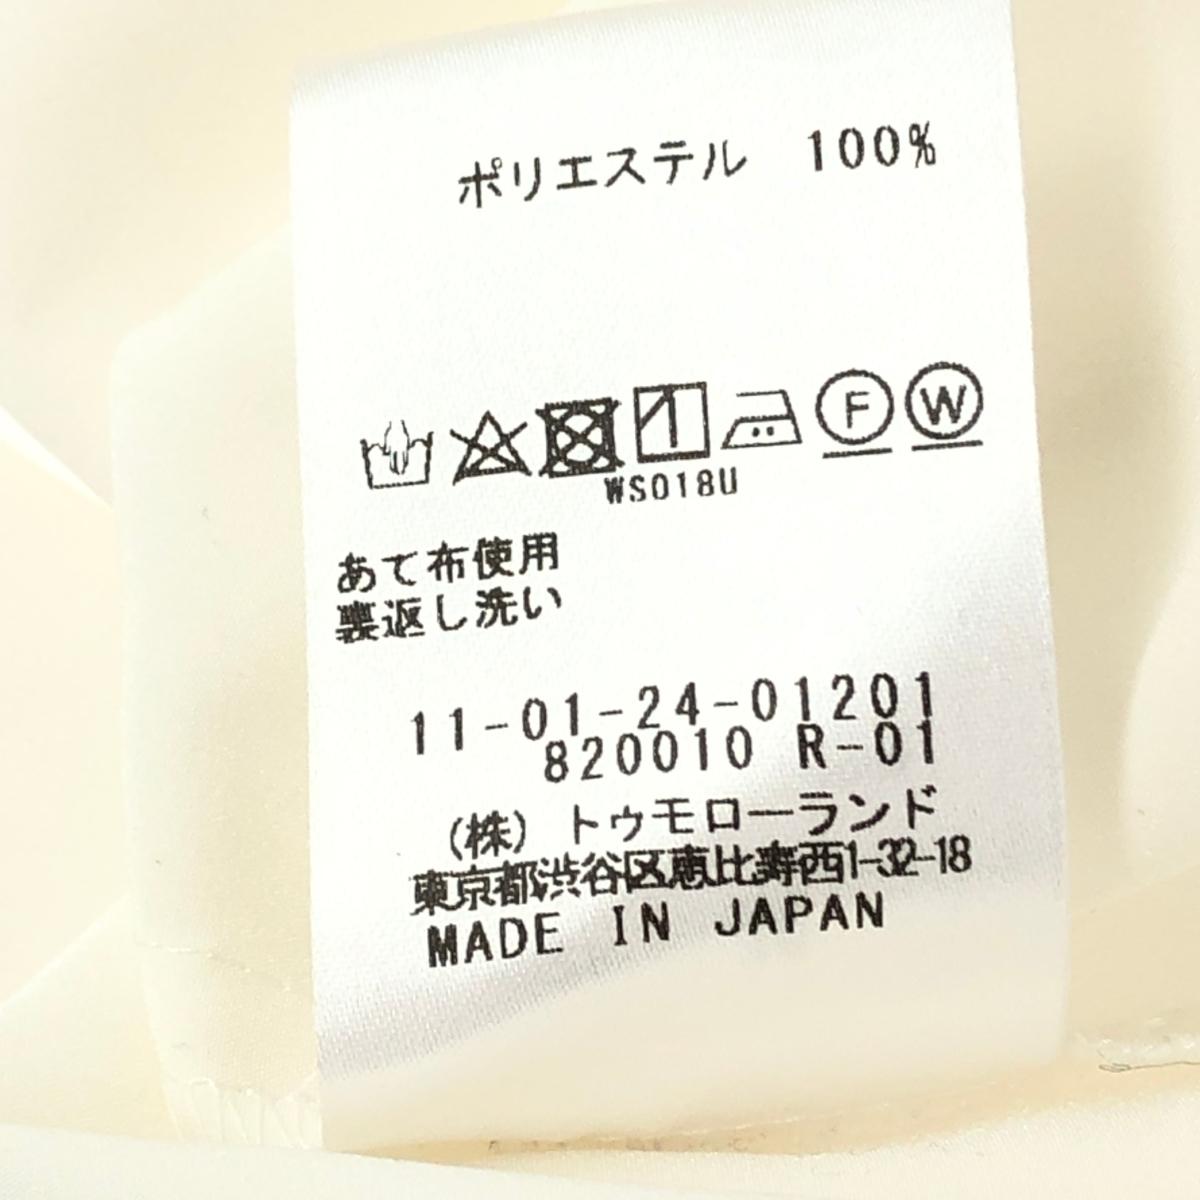 ポリエステル 100%
F W
WS018U
あて布使用
裏返し洗い
11-01-24-01201
820010 R-01
(株) トゥモローランド
東京都渋谷区恵比寿西1-32-18
MADE IN JAPAN